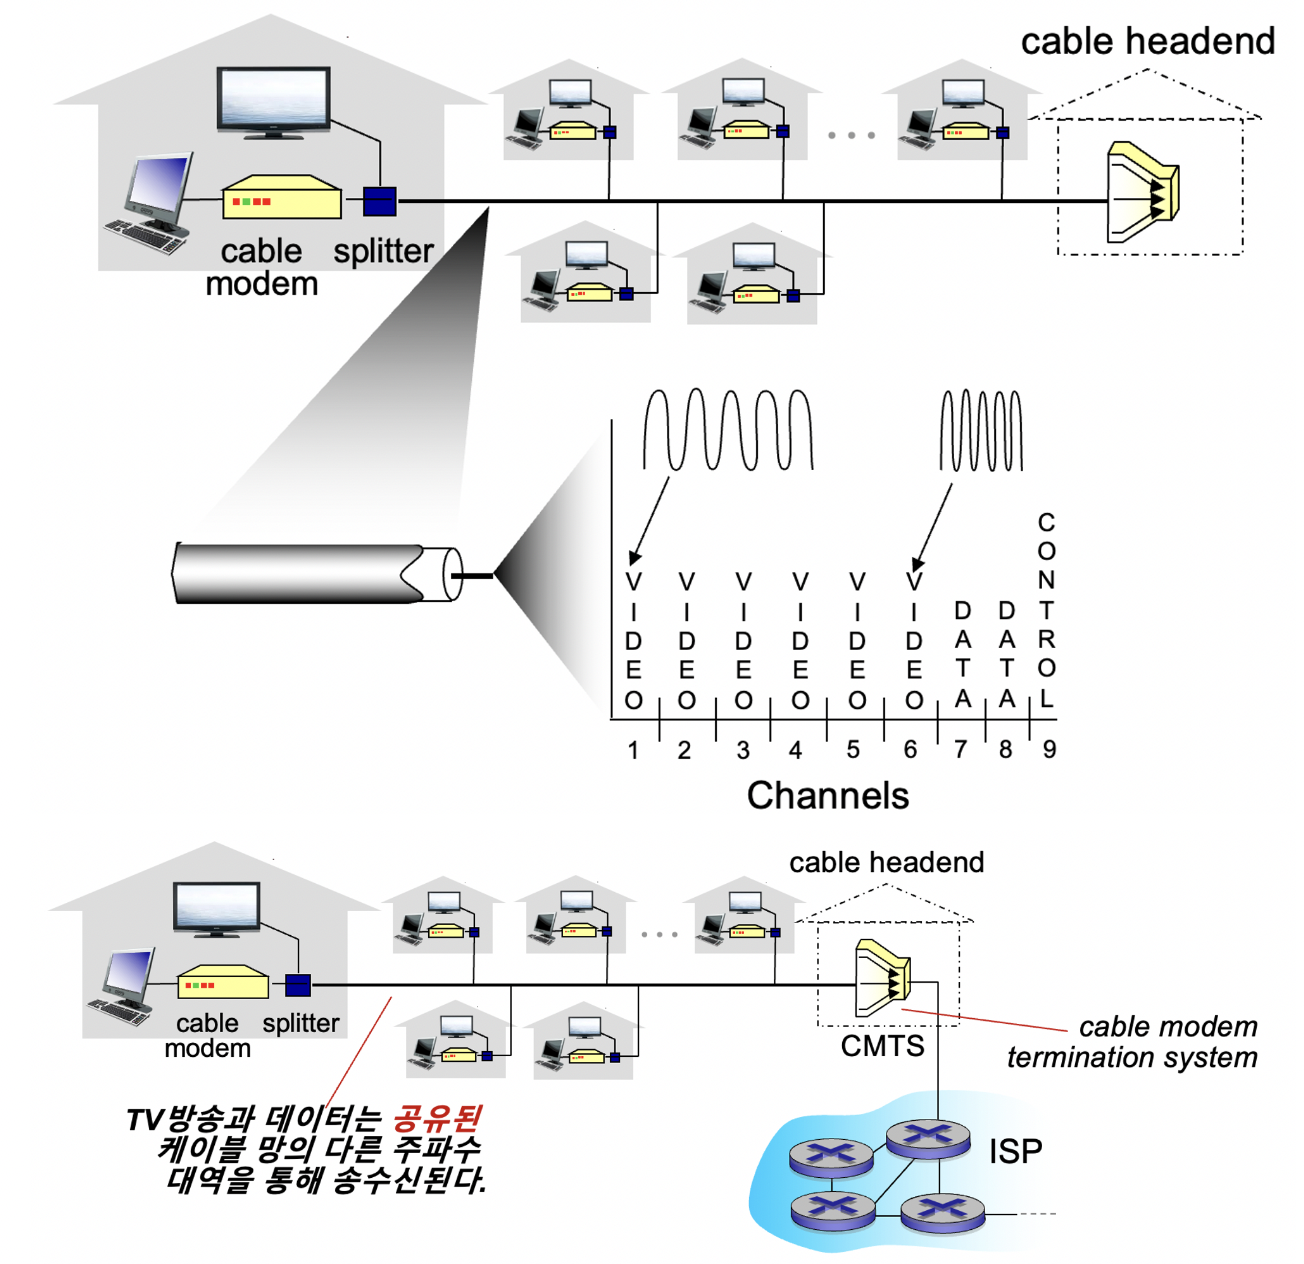 cable headend
cable
modem
splitter
VIDEO
VIDEO
VIDEO
VIDEO
VIDEO
VIDEO
DATA
DATA
CONTROL
1 2 3 4 5 6 7 8 9
Channels
cable headend
cable
modem
splitter
CMTS
cable modem
termination system
TV방송과 데이터는 공유된
케이블 망의 다른 주파수
대역을 통해 송수신된다.
ISP